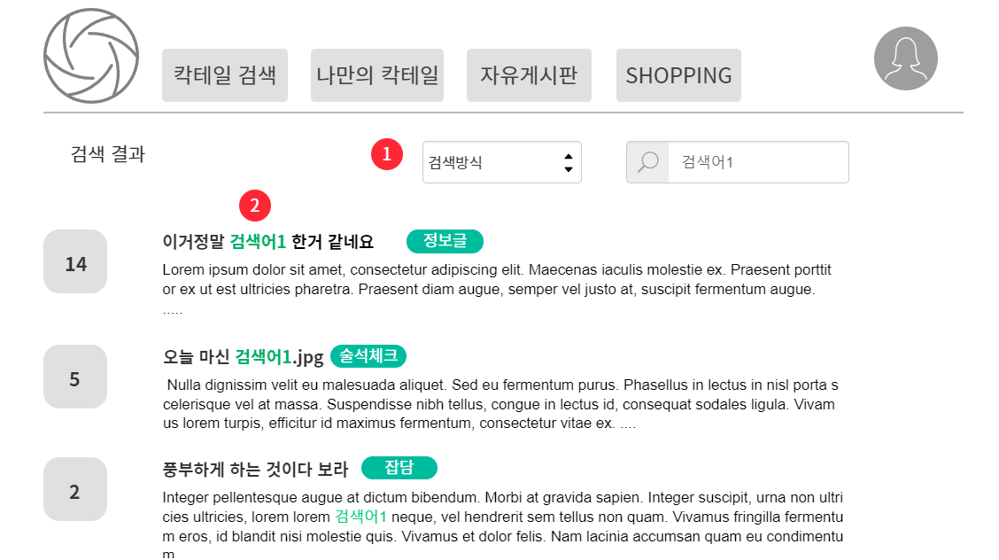 칵테일 검색 나만의 칵테일 자유게시판 SHOPPING
검색 결과 1 검색방식 검색어1
2
이거정말 검색어1 한거 같네요 정보글
14
Lorem ipsum dolor sit amet, consectetur adipiscing elit. Maecenas iaculis molestie ex. Praesent porttit
or ex ut est ultricies pharetra. Praesent diam augue, semper vel justo at, suscipit fermentum augue.
.....
오늘 마신 검색어1.jpg 술석체크
5
Nulla dignissim velit eu malesuada aliquet. Sed eu fermentum purus. Phasellus in lectus in nisl porta s
celerisque vel at massa. Suspendisse nibh tellus, congue in lectus id, consequat sodales ligula. Vivam
us lorem turpis, efficitur id maximus fermentum, consectetur vitae ex. ....
풍부하게 하는 것이다 보라 잡담
2
Integer pellentesque augue at dictum bibendum. Morbi at gravida sapien. Integer suscipit, urna non ultri
cies ultricies, lorem lorem 검색어1 neque, vel hendrerit sem tellus non quam. Vivamus fringilla fermentu
m eros, id blandit nisi molestie quis. Vivamus et dolor felis. Nam lacinia accumsan quam eu condimentu
m